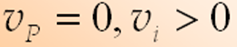 v_P = 0, v_i > 0